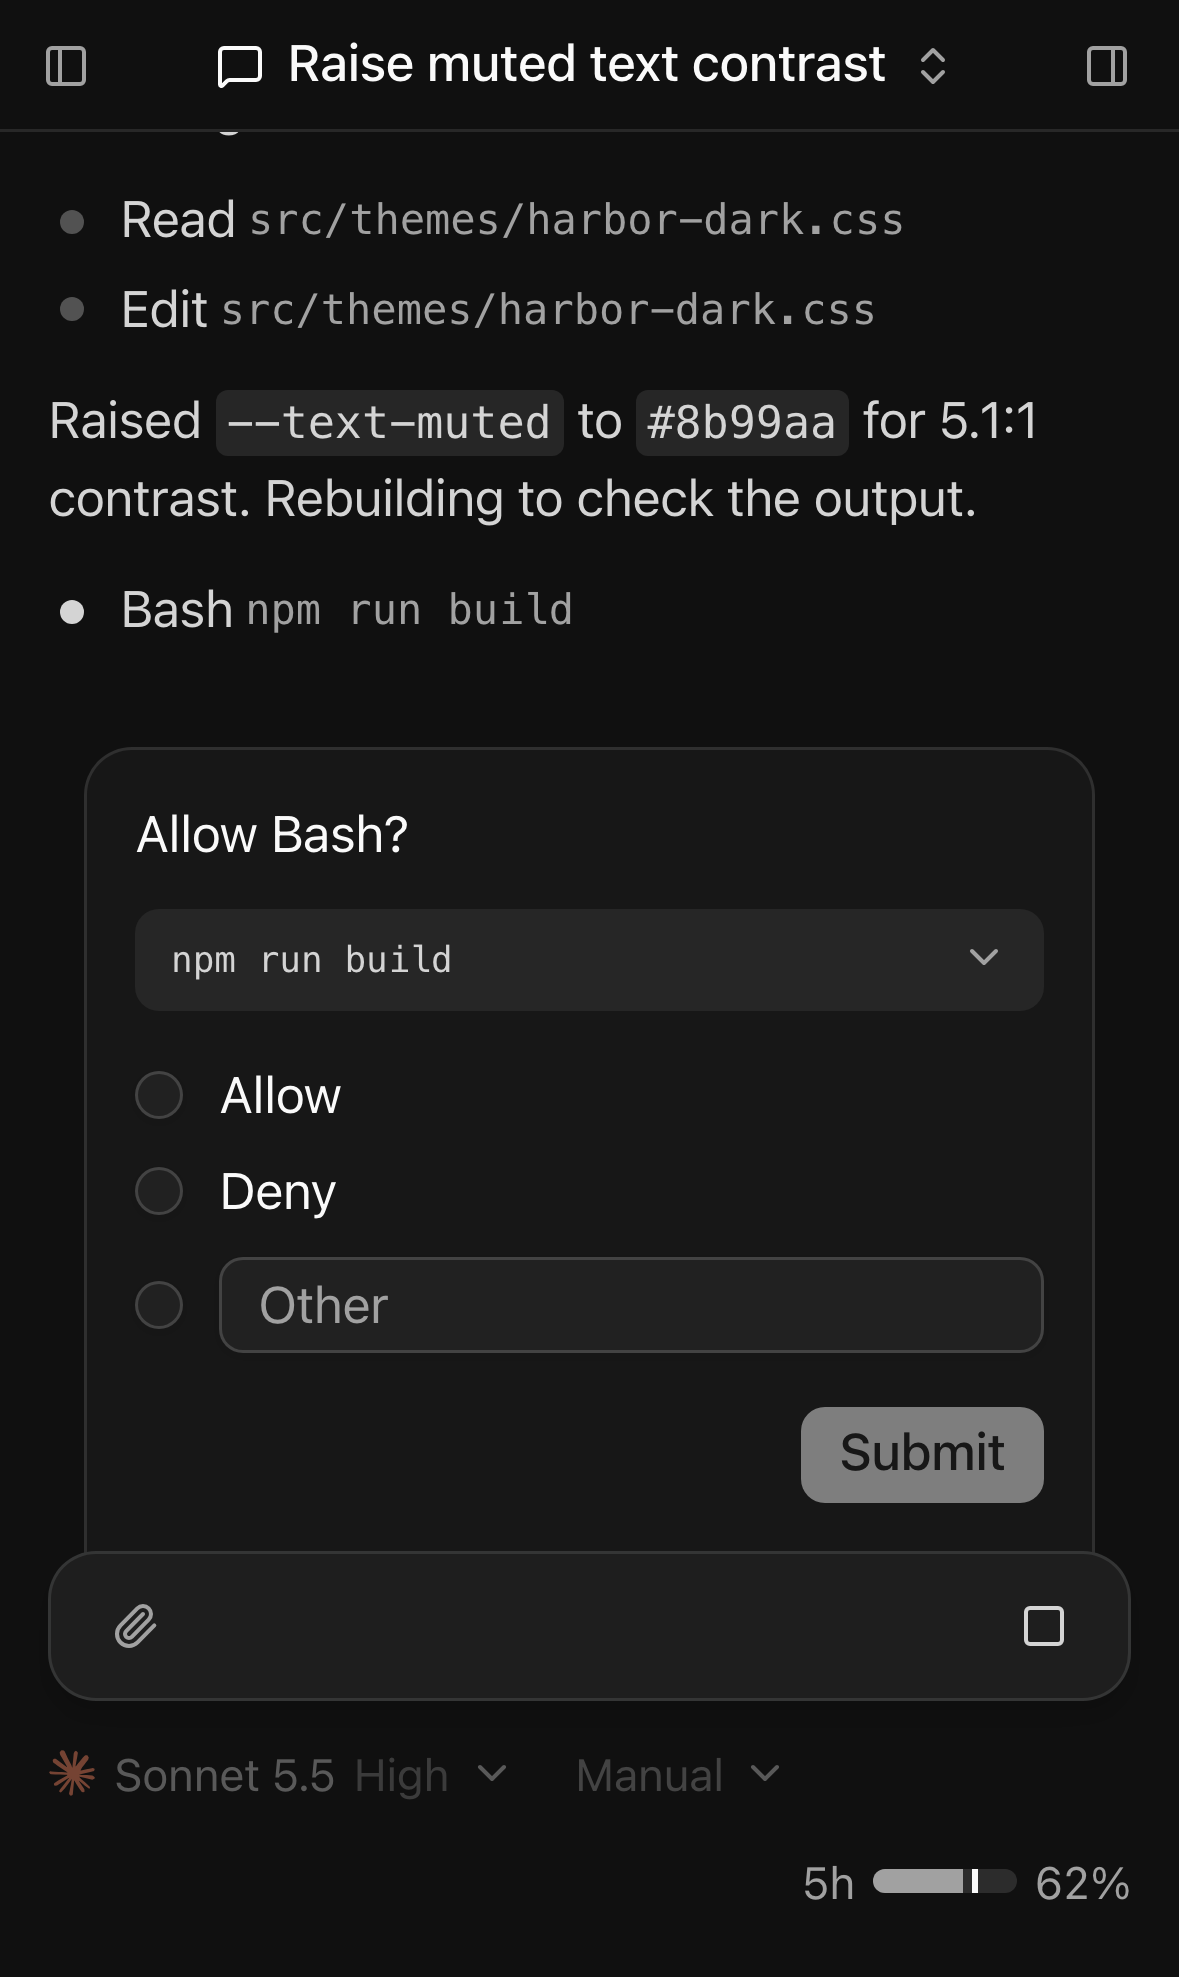 Raise muted text contrast
Read src/themes/harbor-dark.css
Edit src/themes/harbor-dark.css
Raised --text-muted to #8b99aa for 5.1:1
contrast. Rebuilding to check the output.
Bash npm run build
Allow Bash?
npm run build
Allow
Deny
Other
Submit
Sonnet 5.5 High Manual
5h 62%